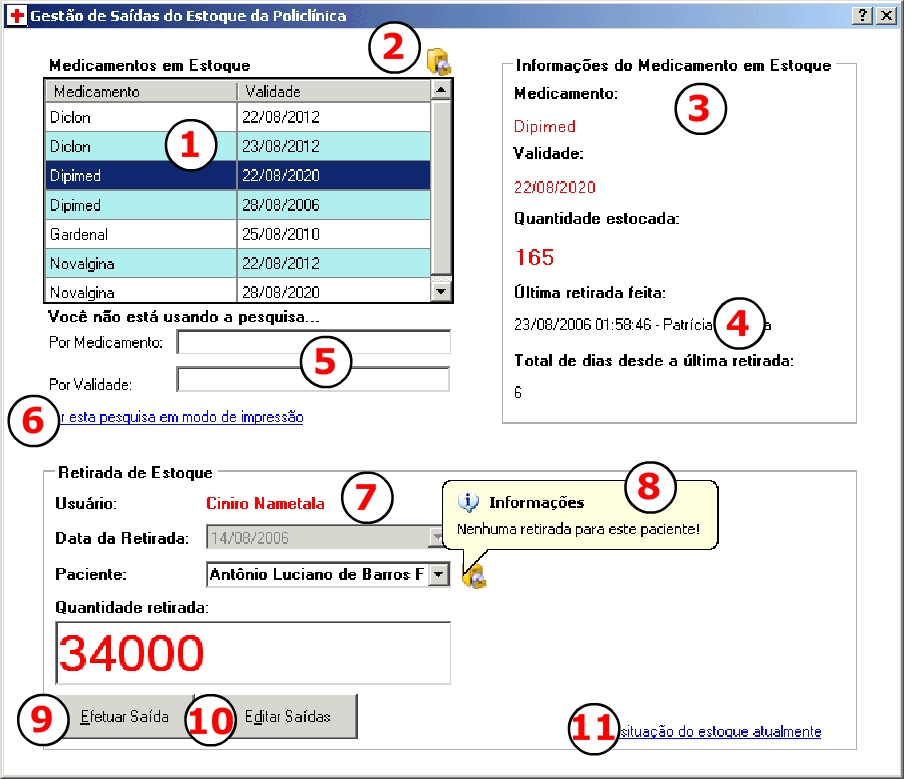 Gestão de Saídas do Estoque da Policlínica
2
Medicamentos em Estoque
Medicamento Validade
Diclon 22/08/2012
1
Diclon 23/08/2012
Dipimed 22/08/2020
Dipimed 28/08/2006
Gardenal 25/08/2010
Novalgina 22/08/2012
Novalgina 28/08/2020
Você não está usando a pesquisa...
Por Medicamento:
5
Por Validade:
6
r esta pesquisa em modo de impressão
Informações do Medicamento em Estoque
Medicamento:
3
Dipimed
Validade:
22/08/2020
Quantidade estocada:
165
Última retirada feita:
23/08/2006 01:58:46 - Patrícia a
4
Total de dias desde a última retirada:
6
Retirada de Estoque
Usuário: Ciniro Nametala
7
Data da Retirada: 14/08/2006
8
Informações
Nenhuma retirada para este paciente!
Paciente: Antônio Luciano de Barros F
Quantidade retirada:
34000
9 Efetuar Saída
10 Editar Saídas
11 situação do estoque atualmente